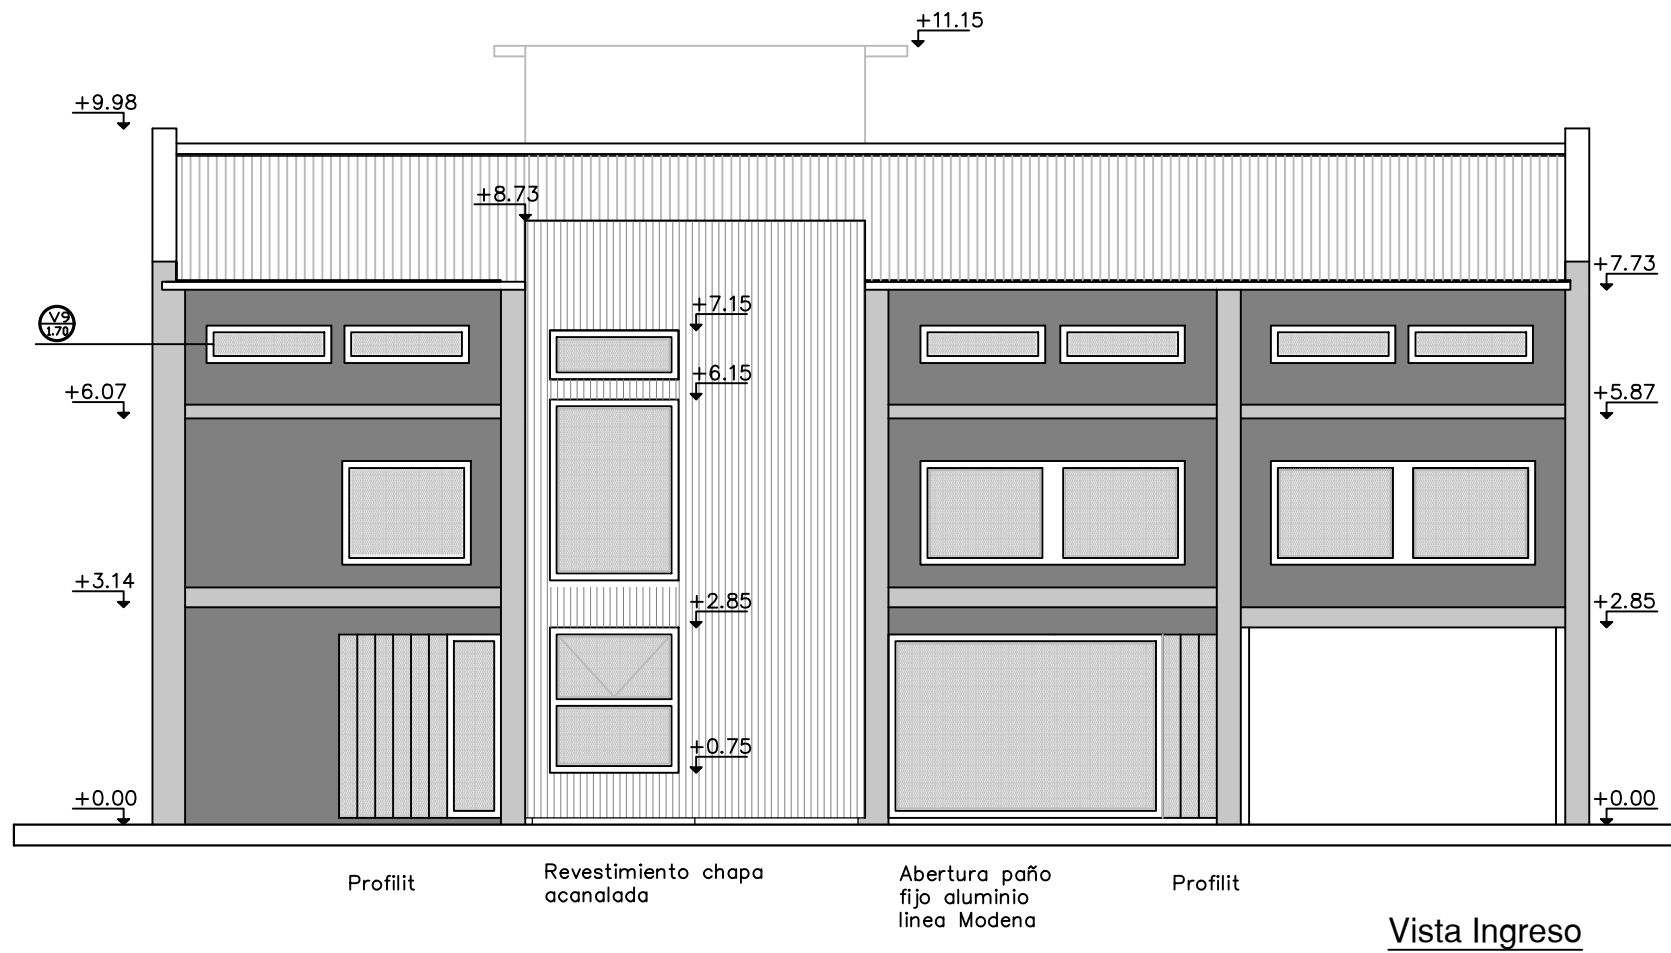 +11.15
+9.98
+8.73
+7.73
+7.15
V9
1.70
+6.15
+6.07
+5.87
+3.14
+2.85
+2.85
+0.75
+0.00
+0.00
Profilit
Revestimiento chapa
acanalada
Abertura paño
fijo aluminio
linea Modena
Profilit
Vista Ingreso